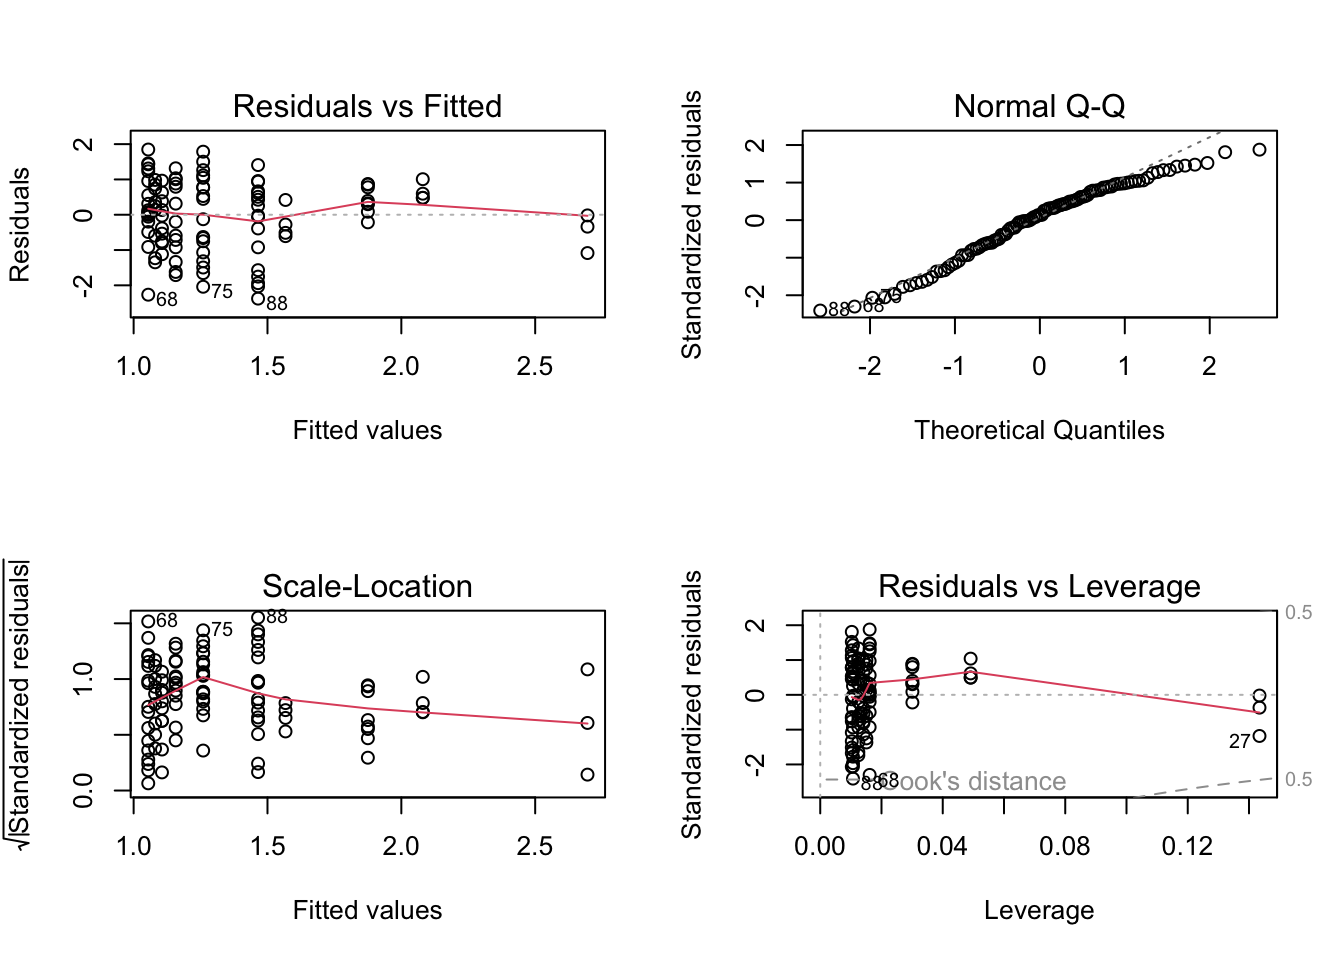 Residuals vs Fitted
Residuals
2
0
-2
68
75
88
1.0 1.5 2.0 2.5
Fitted values
Normal Q-Q
Standardized residuals
2
1
0
-2
88
-2 -1 0 1 2
Theoretical Quantiles
Scale-Location
√|Standardized residuals|
1.0
0.0
68
75
88
1.0 1.5 2.0 2.5
Fitted values
Residuals vs Leverage
Standardized residuals
2
0
-2
0.5
27
0.5
88
68
Cook's distance
0.00 0.04 0.08 0.12
Leverage